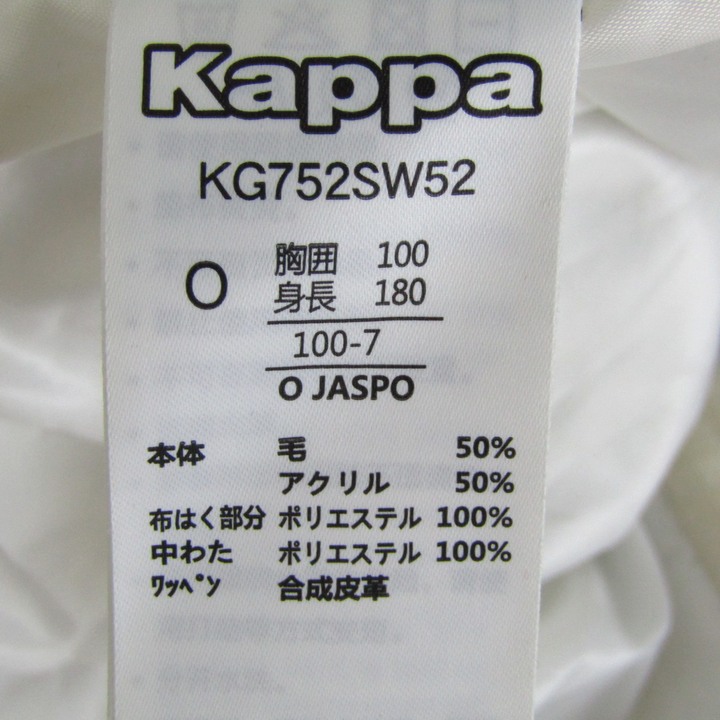 Kappa
KG752SW52
O 胸囲 100
身長 180
100-7
O JASPO
本体 毛 50%
アクリル 50%
布はく部分 ポリエステル 100%
中わた ポリエステル 100%
ﾜｯﾍﾟﾝ 合成皮革